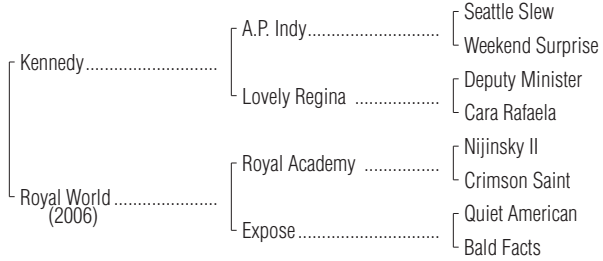 Seattle Slew
A.P. Indy
Weekend Surprise
Kennedy
Deputy Minister
Lovely Regina
Cara Rafaela
Nijinsky II
Royal Academy
Crimson Saint
Royal World
(2006)
Quiet American
Expose
Bald Facts